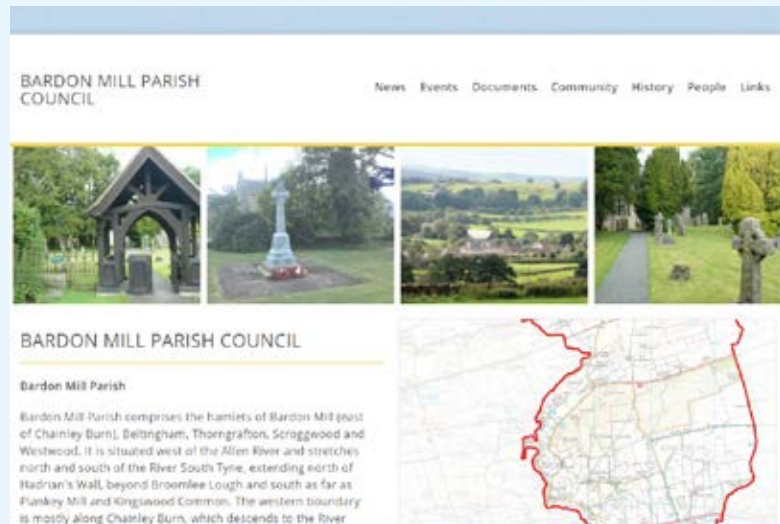 BARDON MILL PARISH
COUNCIL
News Events Documents Community History People Links
BARDON MILL PARISH COUNCIL
Bardon Mill Parish
Bardon Mill Parish comprises the hamlets of Bardon Mill (east
of Chainley Burn), Beltingham, Thorngrafton, Scroggwood and
Westwood. It is situated west of the Allen River and stretches
north and south of the River South Tyne, extending north of
Hadrian's Wall, beyond Broomlee Lough and south as far as
Plankey Mill and Kingswood Common. The western boundary
is mostly along Chainley Burn, which descends to the River